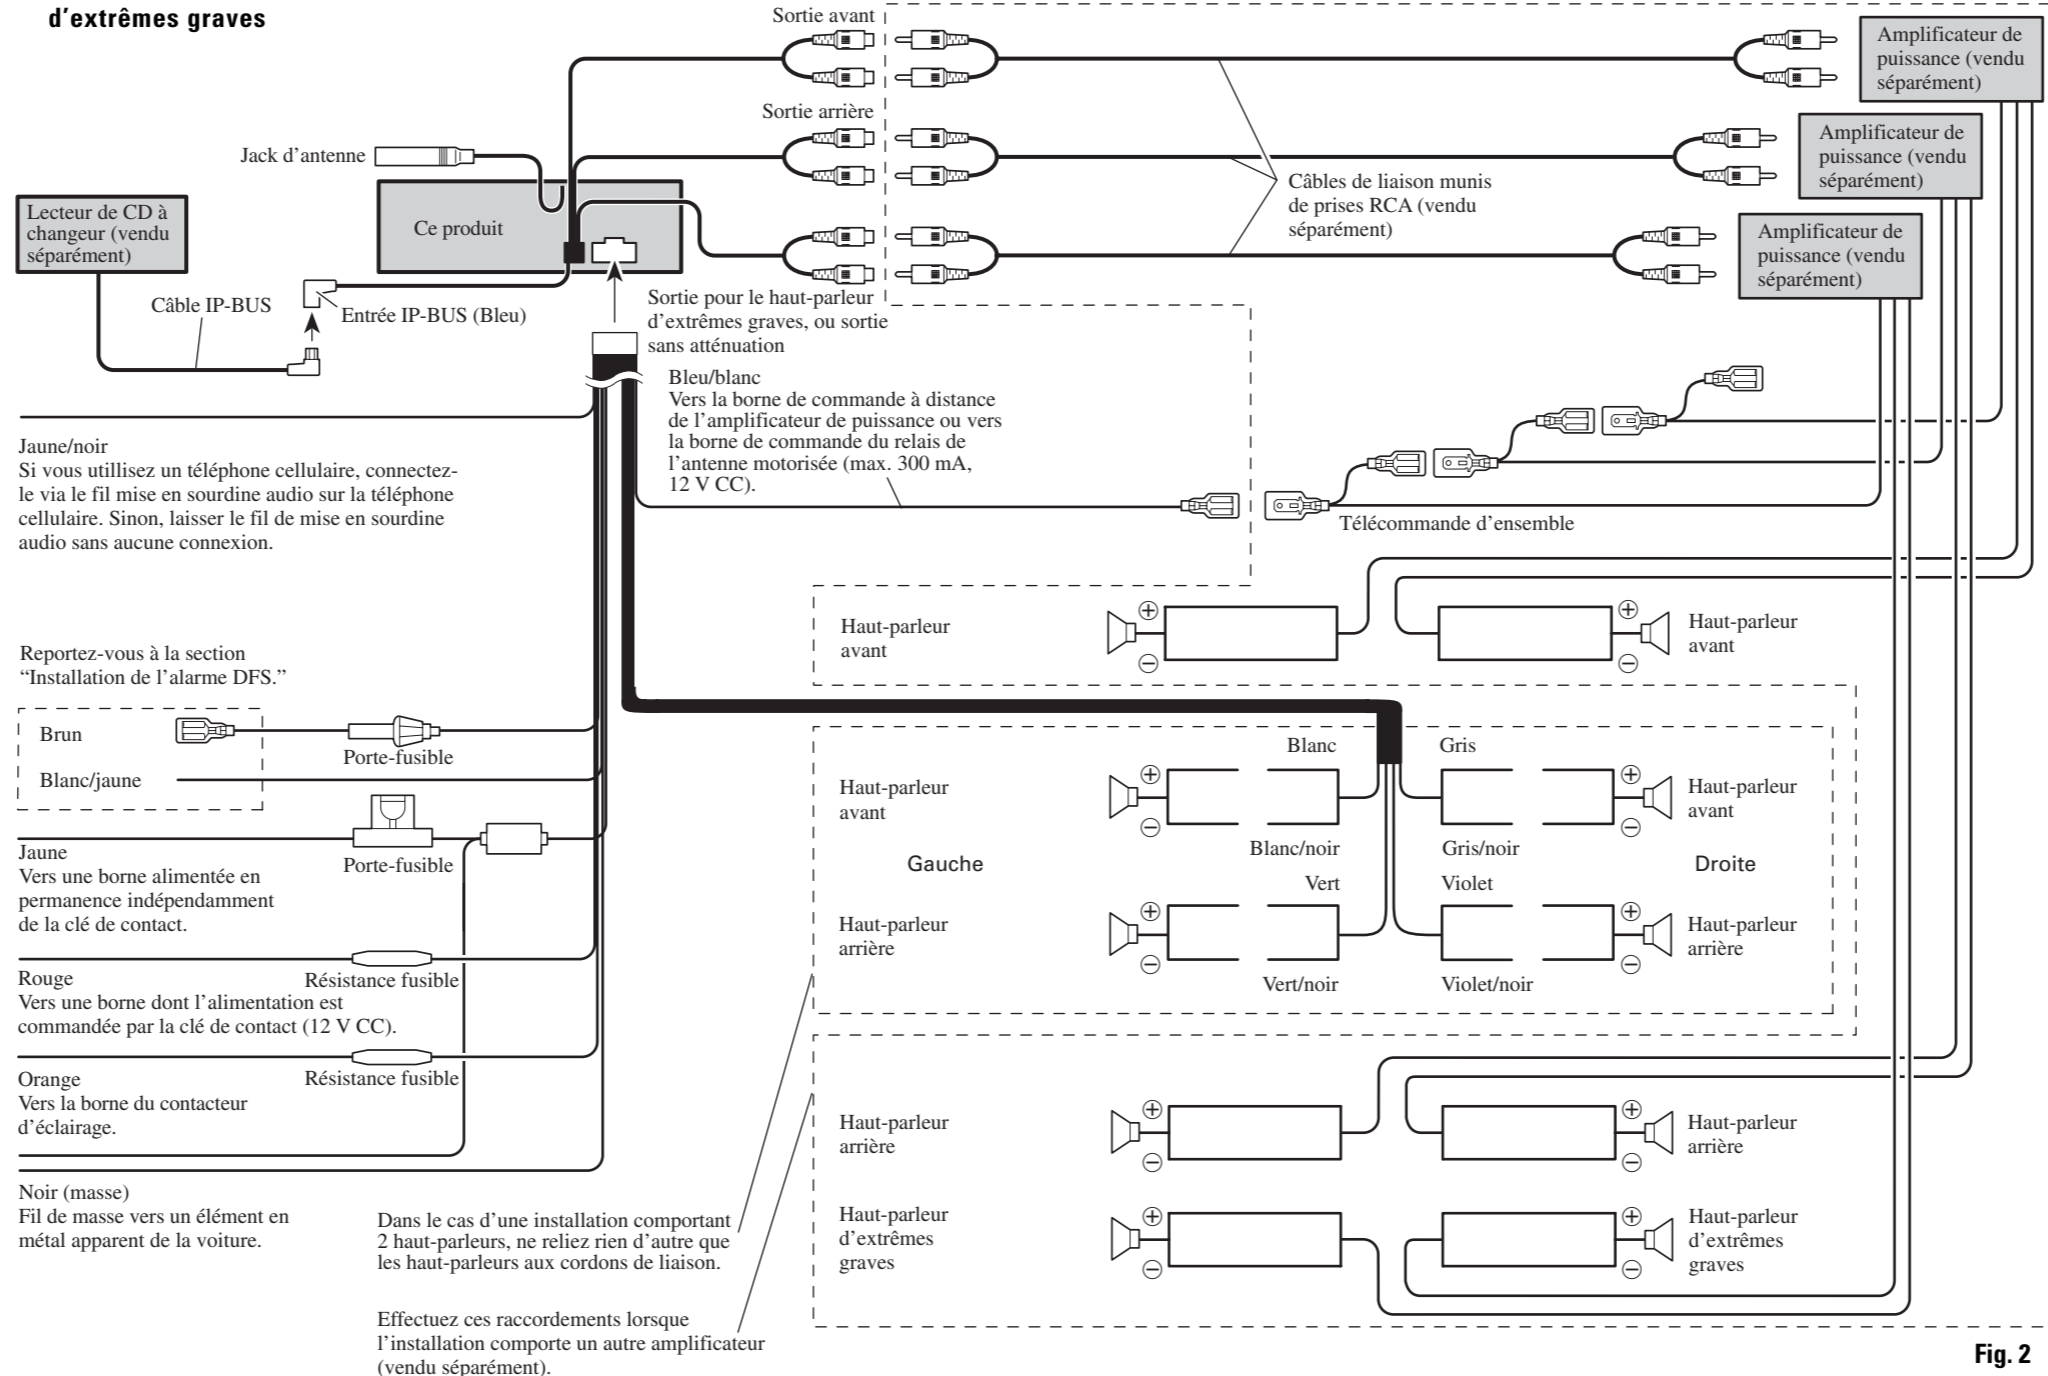 d’extrêmes graves
Sortie avant
Amplificateur de
puissance (vendu
séparément)
Sortie arrière
Jack d’antenne
Amplificateur de
puissance (vendu
séparément)
Câbles de liaison munis
de prises RCA (vendu
séparément)
Lecteur de CD à
changeur (vendu
séparément)
Ce produit
Amplificateur de
puissance (vendu
séparément)
Câble IP-BUS
Entrée IP-BUS (Bleu)
Sortie pour le haut-parleur
d’extrêmes graves, ou sortie
sans atténuation
Bleu/blanc
Vers la borne de commande à distance
de l’amplificateur de puissance ou vers
la borne de commande du relais de
l’antenne motorisée (max. 300 mA,
12 V CC).
Jaune/noir
Si vous utillisez un téléphone cellulaire, connectez-
le via le fil mise en sourdine audio sur la téléphone
cellulaire. Sinon, laisser le fil de mise en sourdine
audio sans aucune connexion.
Télécommande d’ensemble
Haut-parleur
avant
⊕
⊖
⊕
⊖
Haut-parleur
avant
Reportez-vous à la section
“Installation de l’alarme DFS.”
Brun
Porte-fusible
Blanc/jaune
Blanc
Gris
Haut-parleur
avant
⊕
⊖
⊕
⊖
Haut-parleur
avant
Blanc/noir
Gris/noir
Gauche
Droite
Vert
Violet
Haut-parleur
arrière
⊕
⊖
⊕
⊖
Haut-parleur
arrière
Vert/noir
Violet/noir
Jaune
Porte-fusible
Vers une borne alimentée en
permanence indépendamment
de la clé de contact.
Rouge
Résistance fusible
Vers une borne dont l’alimentation est
commandée par la clé de contact (12 V CC).
Orange
Résistance fusible
Vers la borne du contacteur
d’éclairage.
Haut-parleur
arrière
⊕
⊖
⊕
⊖
Haut-parleur
arrière
Noir (masse)
Fil de masse vers un élément en
métal apparent de la voiture.
Dans le cas d’une installation comportant
2 haut-parleurs, ne reliez rien d’autre que
les haut-parleurs aux cordons de liaison.
Haut-parleur
d’extrêmes
graves
⊕
⊖
⊕
⊖
Haut-parleur
d’extrêmes
graves
Effectuez ces raccordements lorsque
l’installation comporte un autre amplificateur
(vendu séparément).
Fig. 2